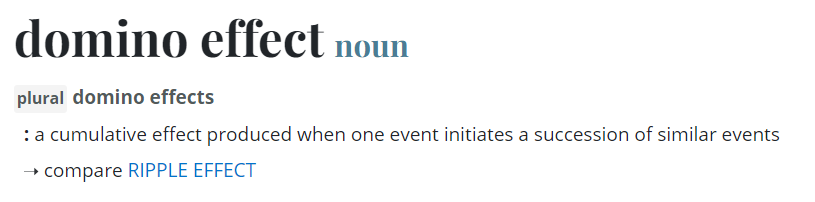 domino effect noun
plural domino effects
: a cumulative effect produced when one event initiates a succession of similar events
→ compare RIPPLE EFFECT